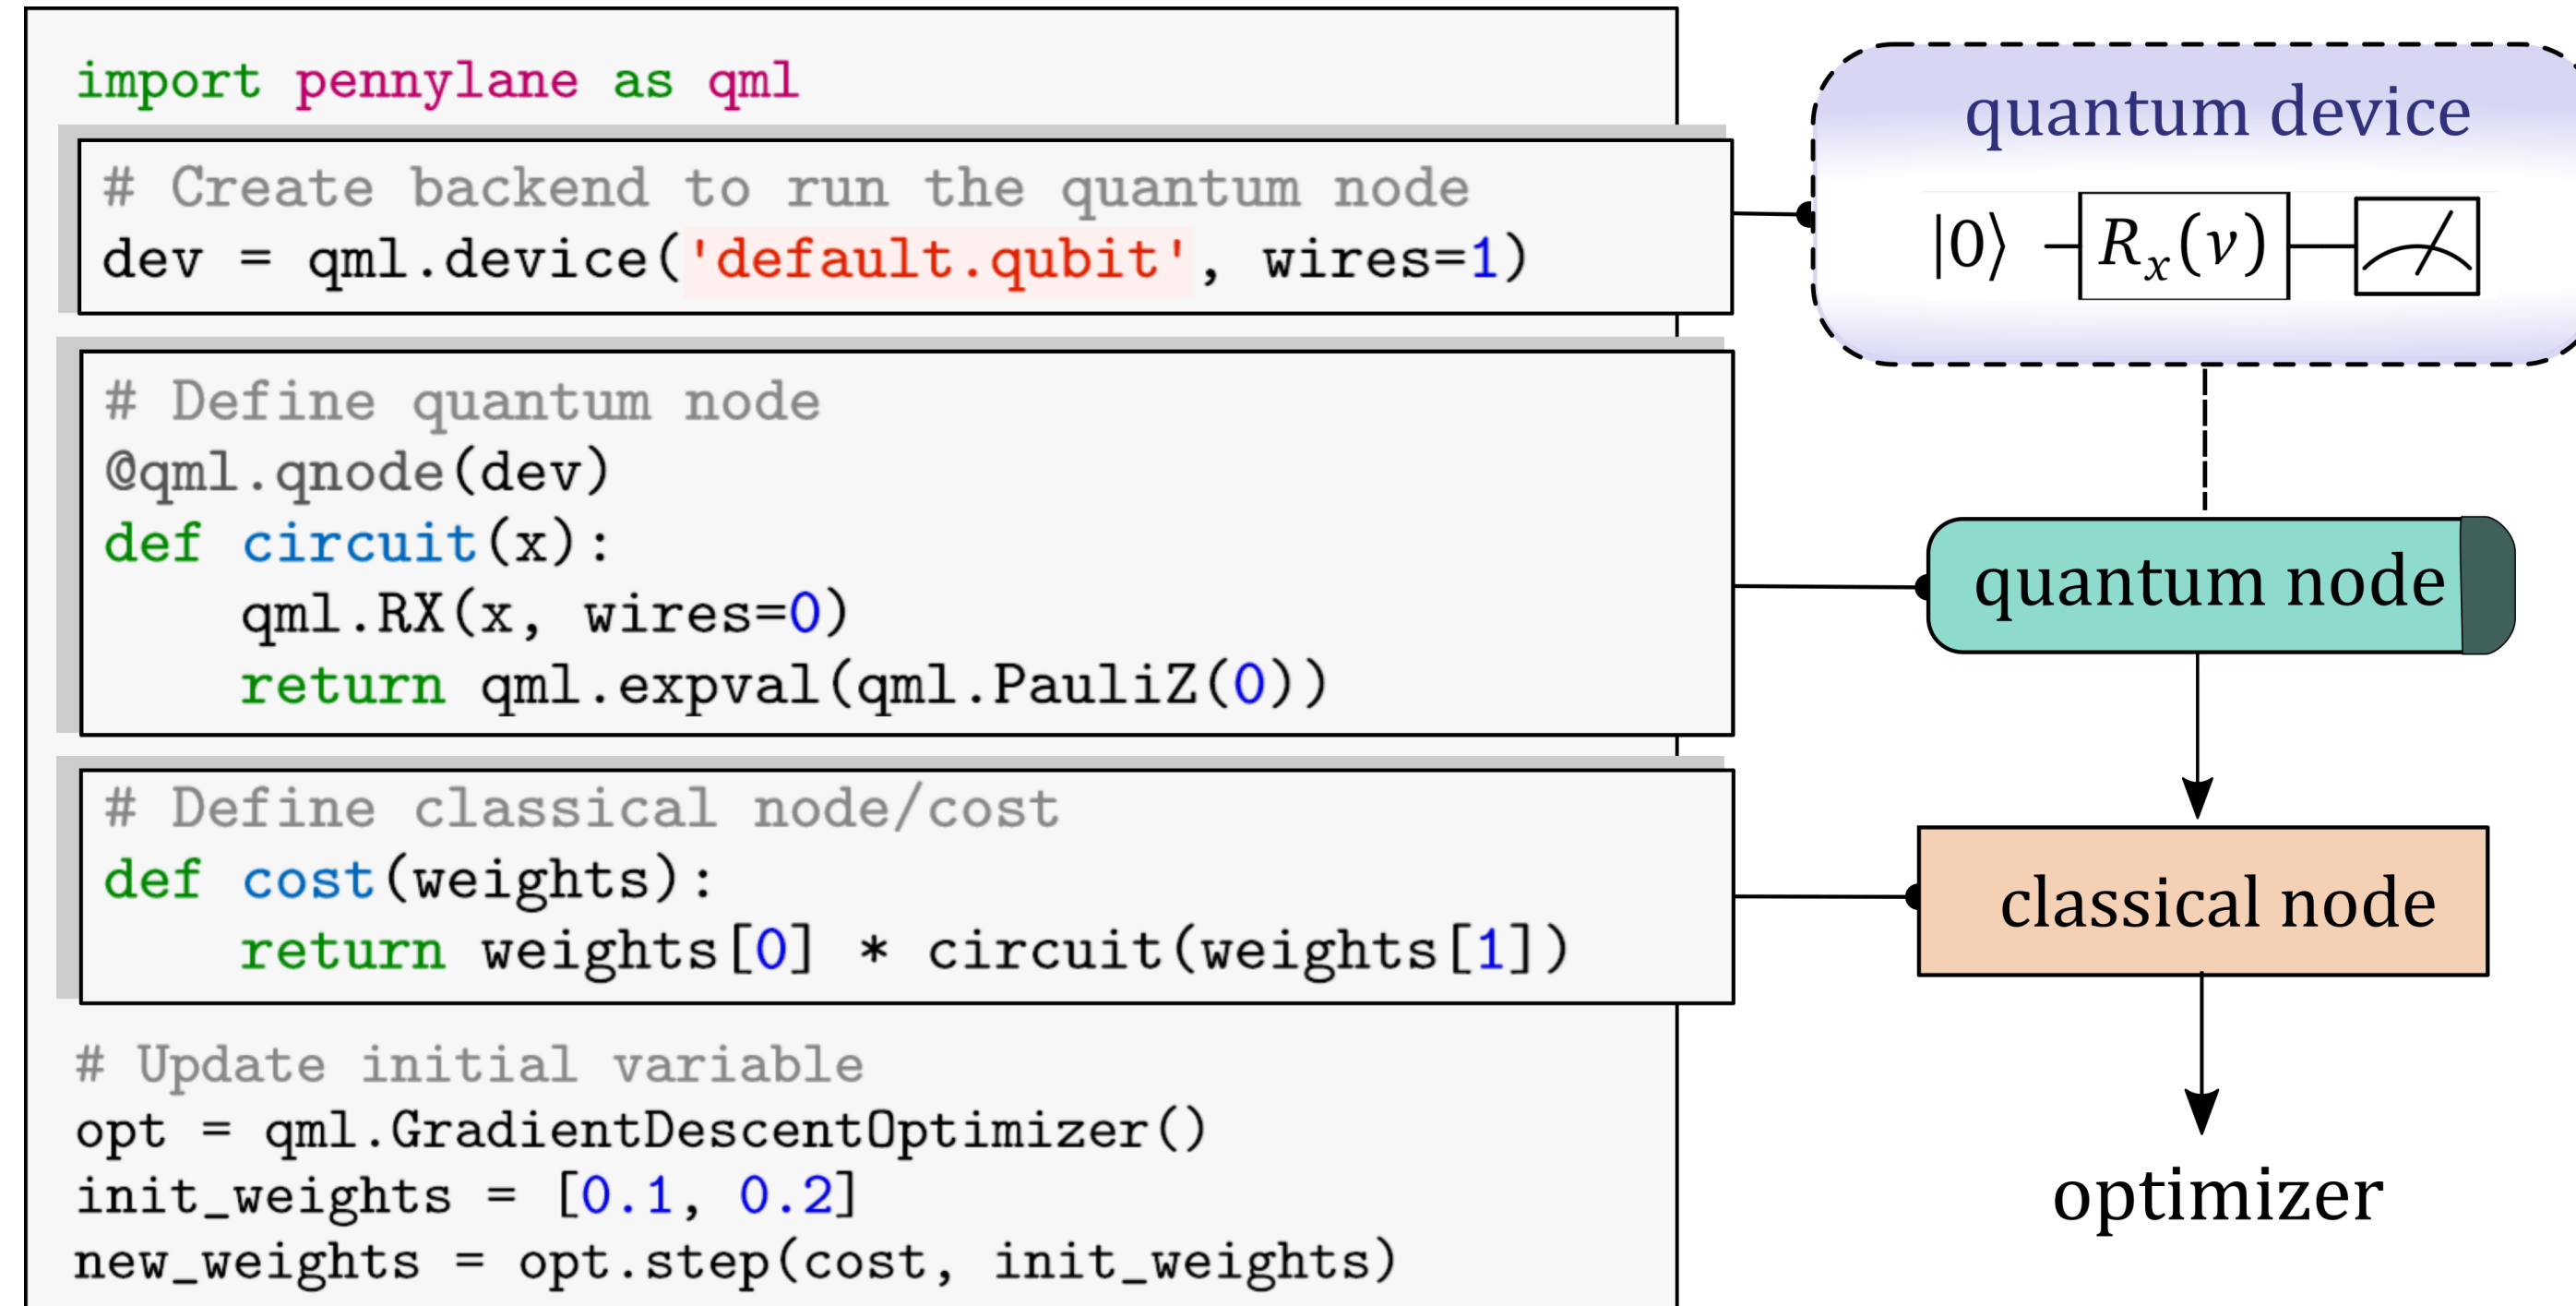 import pennylane as qml
# Create backend to run the quantum node
dev = qml.device('default.qubit', wires=1)
# Define quantum node
@qml.qnode(dev)
def circuit(x):
    qml.RX(x, wires=0)
    return qml.expval(qml.PauliZ(0))
# Define classical node/cost
def cost(weights):
    return weights[0] * circuit(weights[1])
# Update initial variable
opt = qml.GradientDescentOptimizer()
init_weights = [0.1, 0.2]
new_weights = opt.step(cost, init_weights)
quantum device
|0⟩ Rₓ(v)
quantum node
classical node
optimizer